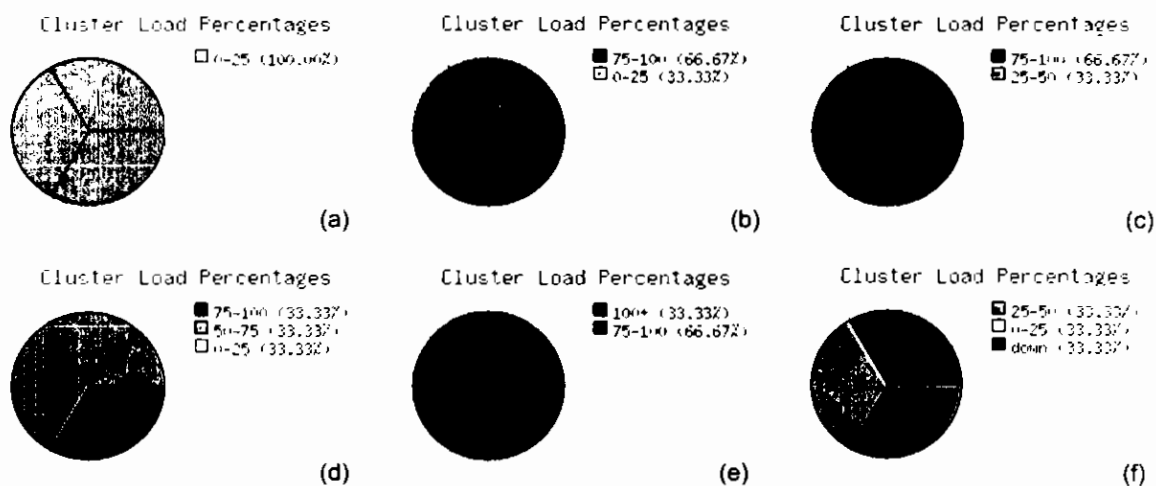 Cluster Load Percentages
0-25 (100.00%)
(a)
Cluster Load Percentages
75-100 (66.67%)
0-25 (33.33%)
(b)
Cluster Load Percentages
75-100 (66.67%)
25-50 (33.33%)
(c)
Cluster Load Percentages
75-100 (33.33%)
50-75 (33.33%)
0-25 (33.33%)
(d)
Cluster Load Percentages
100+ (33.33%)
75-100 (66.67%)
(e)
Cluster Load Percentages
25-50 (33.33%)
0-25 (33.33%)
down (33.33%)
(f)